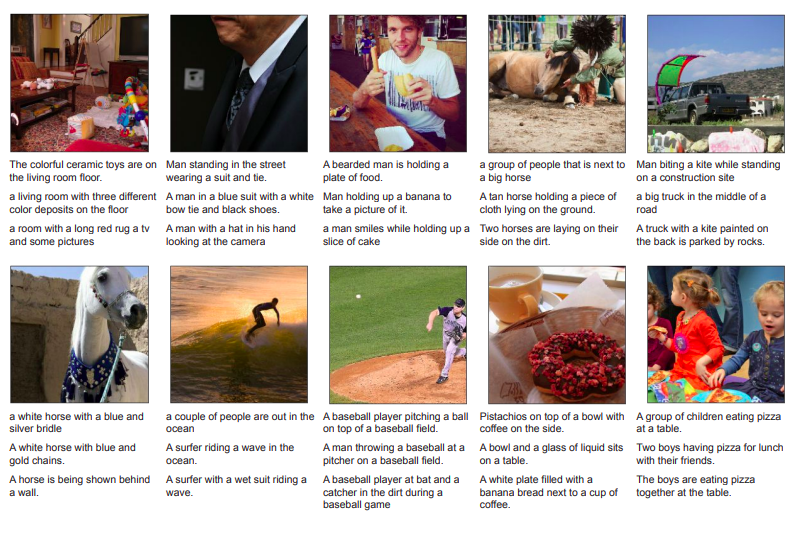 The colorful ceramic toys are on
the living room floor.
a living room with three different
color deposits on the floor
a room with a long red rug a tv
and some pictures
Man standing in the street
wearing a suit and tie.
A man in a blue suit with a white
bow tie and black shoes.
A man with a hat in his hand
looking at the camera
A bearded man is holding a
plate of food.
Man holding up a banana to
take a picture of it.
a man smiles while holding up a
slice of cake
a group of people that is next to
a big horse
A tan horse holding a piece of
cloth lying on the ground.
Two horses are laying on their
side on the dirt.
Man biting a kite while standing
on a construction site
a big truck in the middle of a
road
A truck with a kite painted on
the back is parked by rocks.
a white horse with a blue and
silver bridle
A white horse with blue and
gold chains.
A horse is being shown behind
a wall.
a couple of people are out in the
ocean
A surfer riding a wave in the
ocean.
A surfer with a wet suit riding a
wave.
A baseball player pitching a ball
on top of a baseball field.
A man throwing a baseball at a
pitcher on a baseball field.
A baseball player at bat and a
catcher in the dirt during a
baseball game
Pistachios on top of a bowl with
coffee on the side.
A bowl and a glass of liquid sits
on a table.
A white plate filled with a
banana bread next to a cup of
coffee.
A group of children eating pizza
at a table.
Two boys having pizza for lunch
with their friends.
The boys are eating pizza
together at the table.